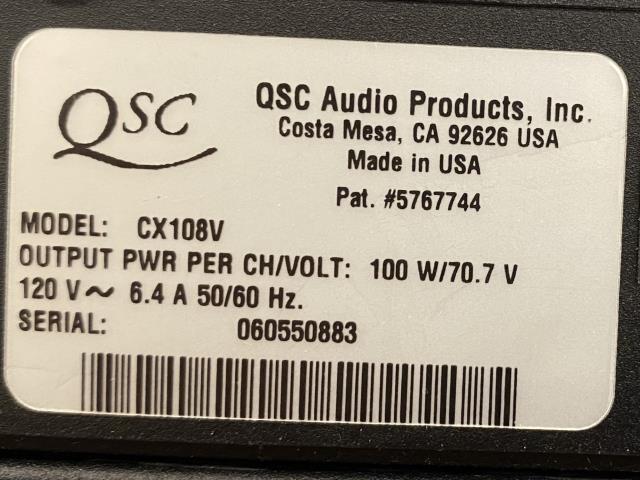 QSC
QSC Audio Products, Inc.
Costa Mesa, CA 92626 USA
Made in USA
Pat. #5767744
MODEL: CX108V
OUTPUT PWR PER CH/VOLT: 100 W/70.7 V
120 V~ 6.4 A 50/60 Hz.
SERIAL: 060550883